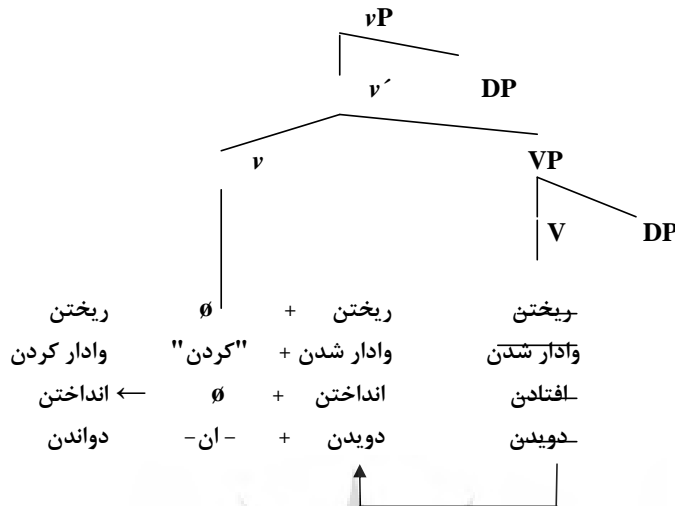 vP
v´ DP
v VP
V DP
ریختن + ø ریختن ریختن
وادار شدن وادار شدن + "کردن" وادار کردن
افتادن انداختن + ø ← انداختن
دویدن دویدن + -ان- دواندن